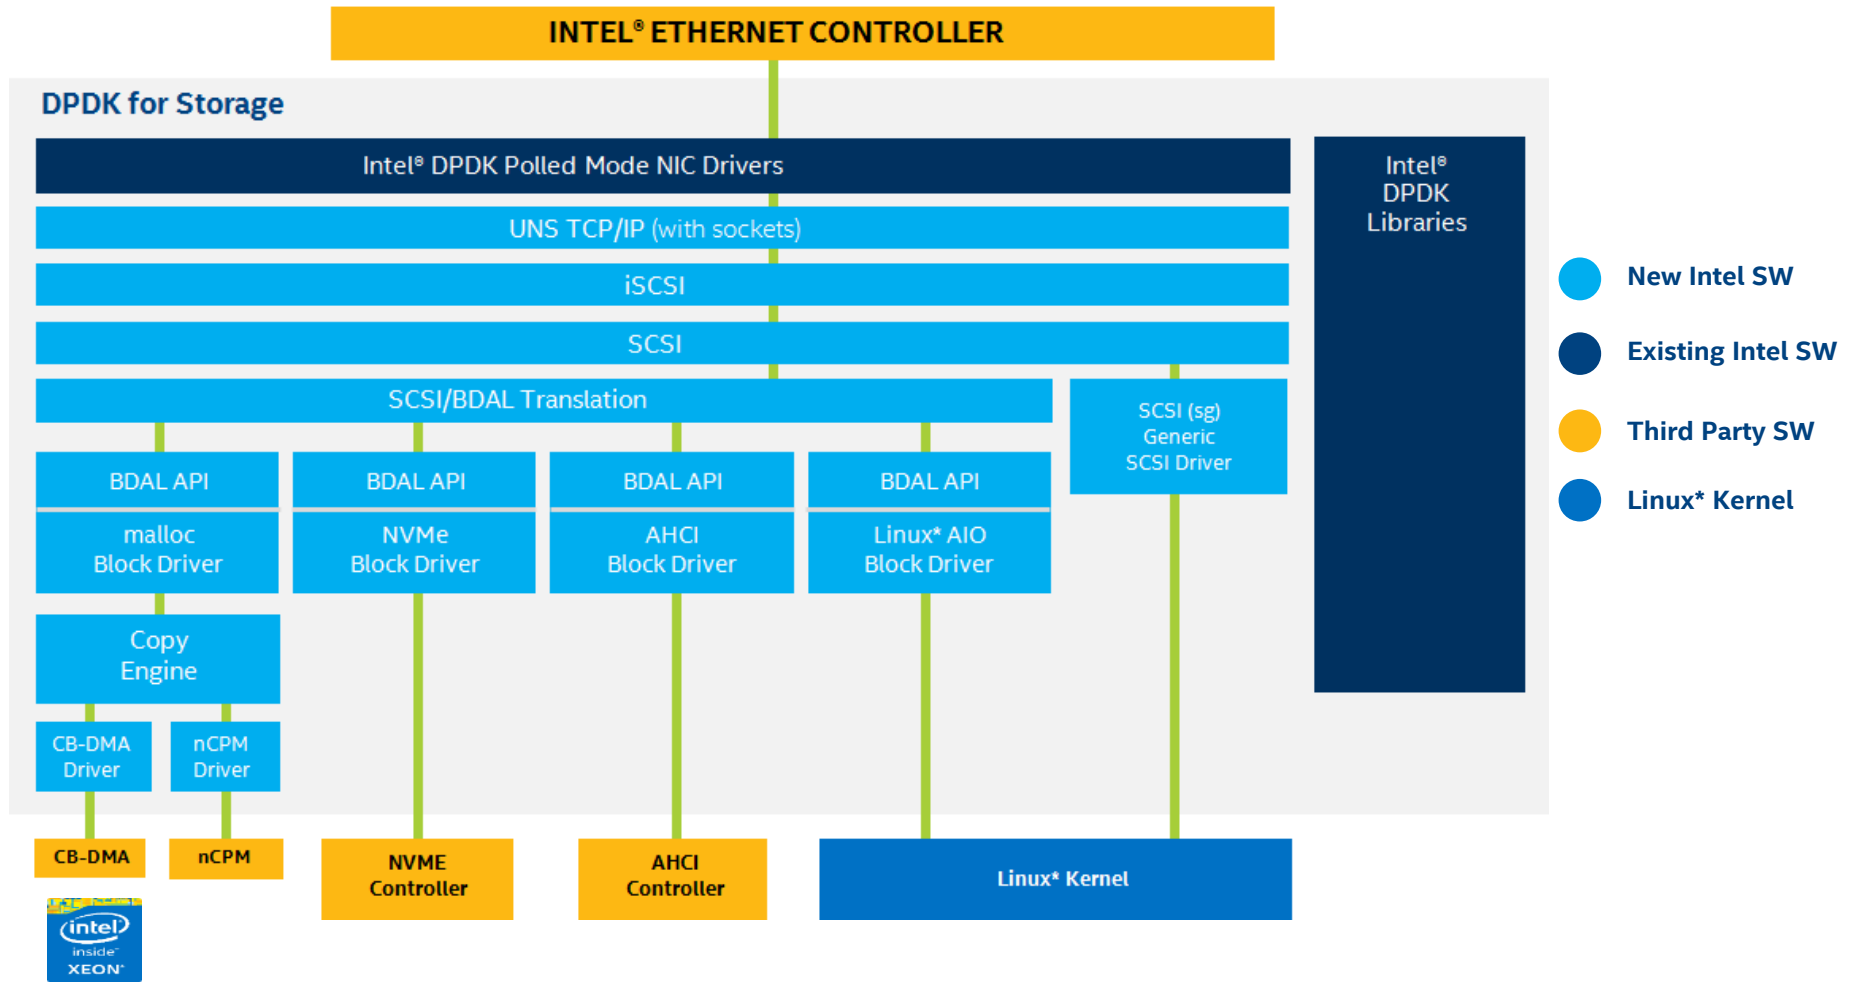 INTEL® ETHERNET CONTROLLER
DPDK for Storage
Intel® DPDK Polled Mode NIC Drivers
Intel®
DPDK
Libraries
UNS TCP/IP (with sockets)
iSCSI
SCSI
SCSI/BDAL Translation
SCSI (sg)
Generic
SCSI Driver
BDAL API
BDAL API
BDAL API
BDAL API
malloc
Block Driver
NVMe
Block Driver
AHCI
Block Driver
Linux* AIO
Block Driver
Copy
Engine
CB-DMA
Driver
nCPM
Driver
CB-DMA
nCPM
NVME
Controller
AHCI
Controller
Linux* Kernel
intel
inside™
XEON®
New Intel SW
Existing Intel SW
Third Party SW
Linux* Kernel